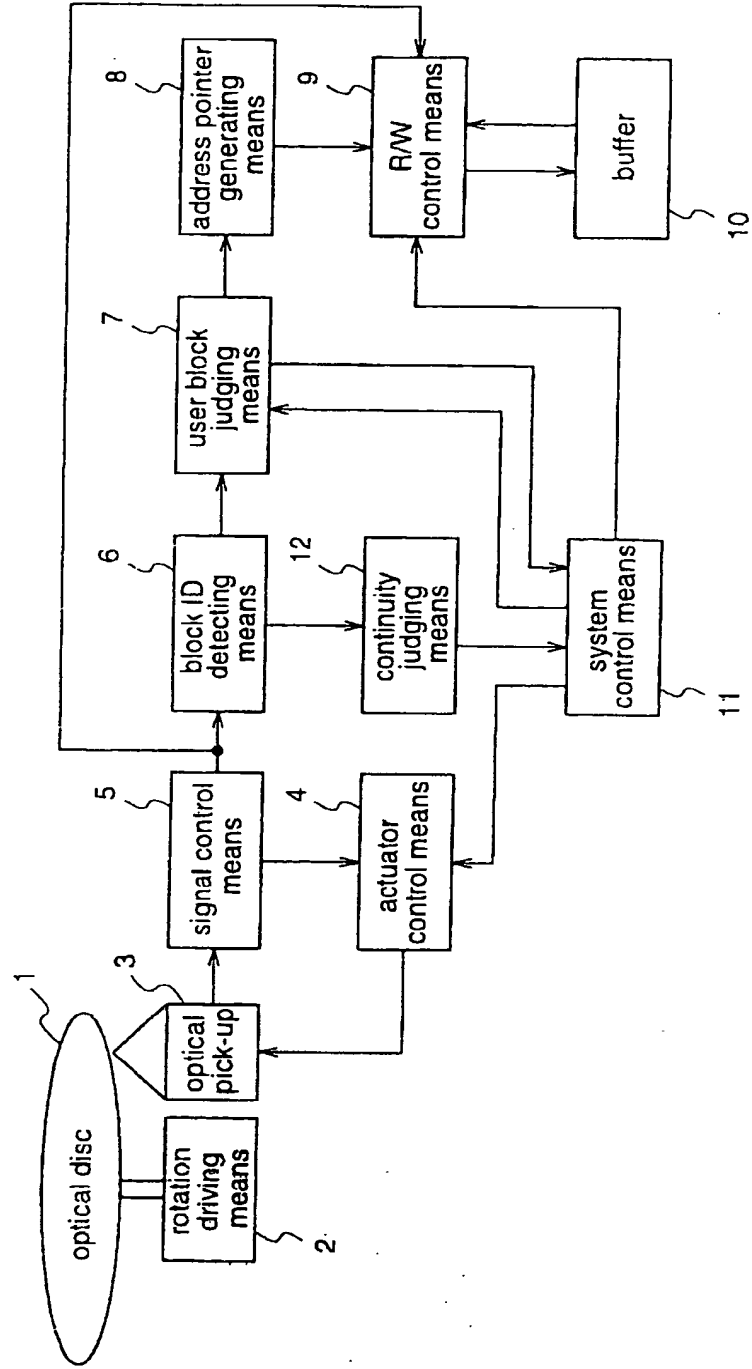 1
optical disc
rotation
driving
means
2
3
optical
pick-up
5
signal control
means
4
actuator
control means
6
block ID
detecting
means
12
continuity
judging
means
7
user block
judging
means
8
address pointer
generating
means
9
R/W
control means
buffer
10
system
control means
11